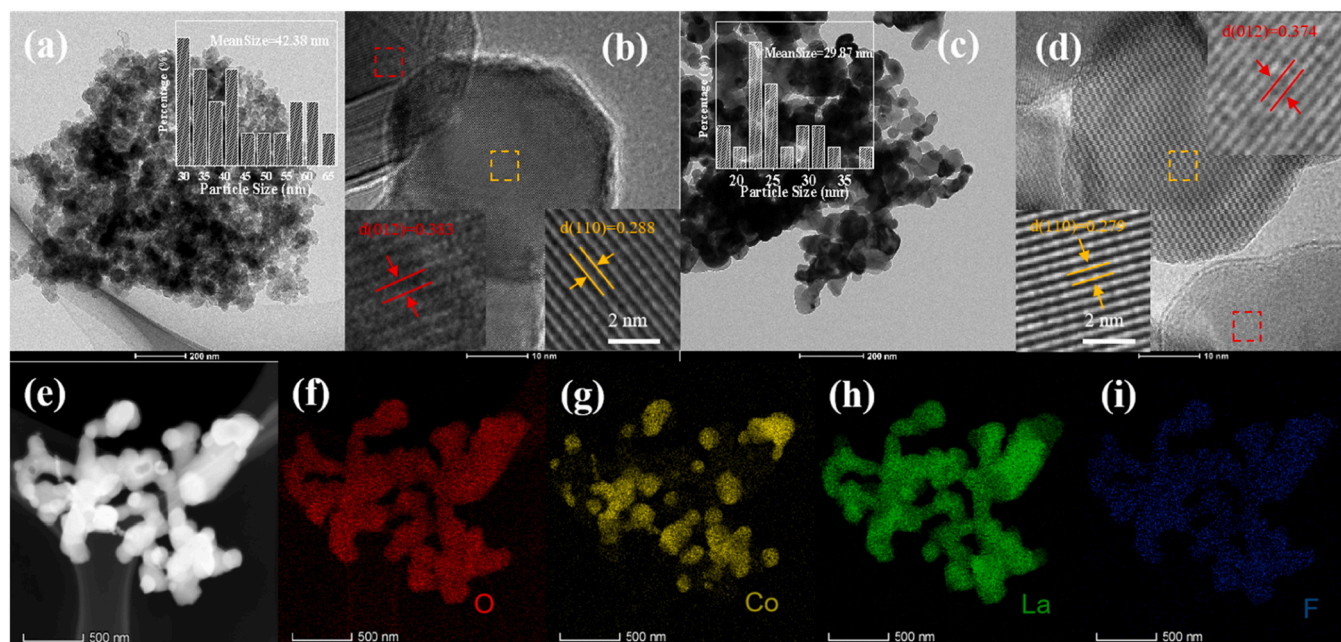 (a)
MeanSize=42.38 nm
Percentage (%)
30 35 40 45 50 55 60 65
Particle Size (nm)
200 nm
(b)
d(012)=0.383
d(110)=0.288
2 nm
10 nm
(c)
MeanSize=29.87 nm
Percentage (%)
20 25 30 35
Particle Size (nm)
200 nm
(d)
d(012)=0.374
d(110)=0.279
2 nm
10 nm
(e)
500 nm
(f)
O
500 nm
(g)
Co
500 nm
(h)
La
500 nm
(i)
F
500 nm